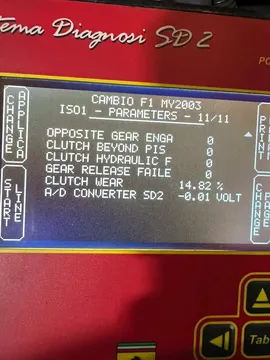 tema Diagnosi SD 2
CAMBIO F1 MY2003
ISO1 - PARAMETERS - 11/11
CHANGE APPLICA
PRINT
OPPOSITE GEAR ENGA 0
CLUTCH BEYOND PIS 0
CLUTCH HYDRAULIC F 0
GEAR RELEASE FAILE 0
CLUTCH WEAR 14.82 %
A/D CONVERTER SD2 -0.01 VOLT
START LINE
CHANGE
Tab